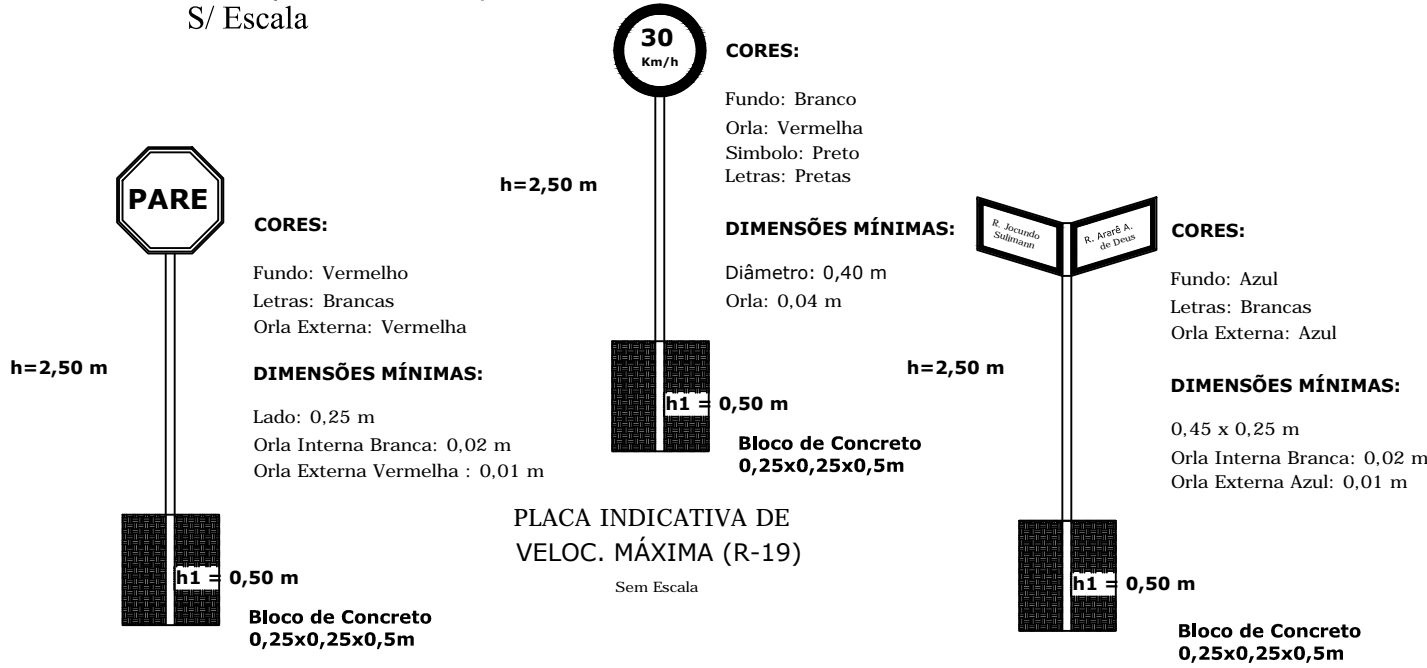 S/ Escala
PARE
h=2,50 m
CORES:
Fundo: Vermelho
Letras: Brancas
Orla Externa: Vermelha
DIMENSÕES MÍNIMAS:
Lado: 0,25 m
Orla Interna Branca: 0,02 m
Orla Externa Vermelha : 0,01 m
h1 = 0,50 m
Bloco de Concreto
0,25x0,25x0,5m
30
Km/h
h=2,50 m
CORES:
Fundo: Branco
Orla: Vermelha
Simbolo: Preto
Letras: Pretas
DIMENSÕES MÍNIMAS:
Diâmetro: 0,40 m
Orla: 0,04 m
h1 = 0,50 m
Bloco de Concreto
0,25x0,25x0,5m
PLACA INDICATIVA DE
VELOC. MÁXIMA (R-19)
Sem Escala
R. Jocundo
Sulimann
R. Ararê A.
de Deus
h=2,50 m
CORES:
Fundo: Azul
Letras: Brancas
Orla Externa: Azul
DIMENSÕES MÍNIMAS:
0,45 x 0,25 m
Orla Interna Branca: 0,02 m
Orla Externa Azul: 0,01 m
h1 = 0,50 m
Bloco de Concreto
0,25x0,25x0,5m